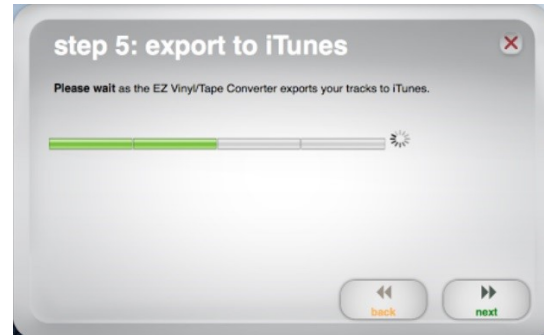 step 5: export to iTunes
Please wait as the EZ Vinyl/Tape Converter exports your tracks to iTunes.
back
next